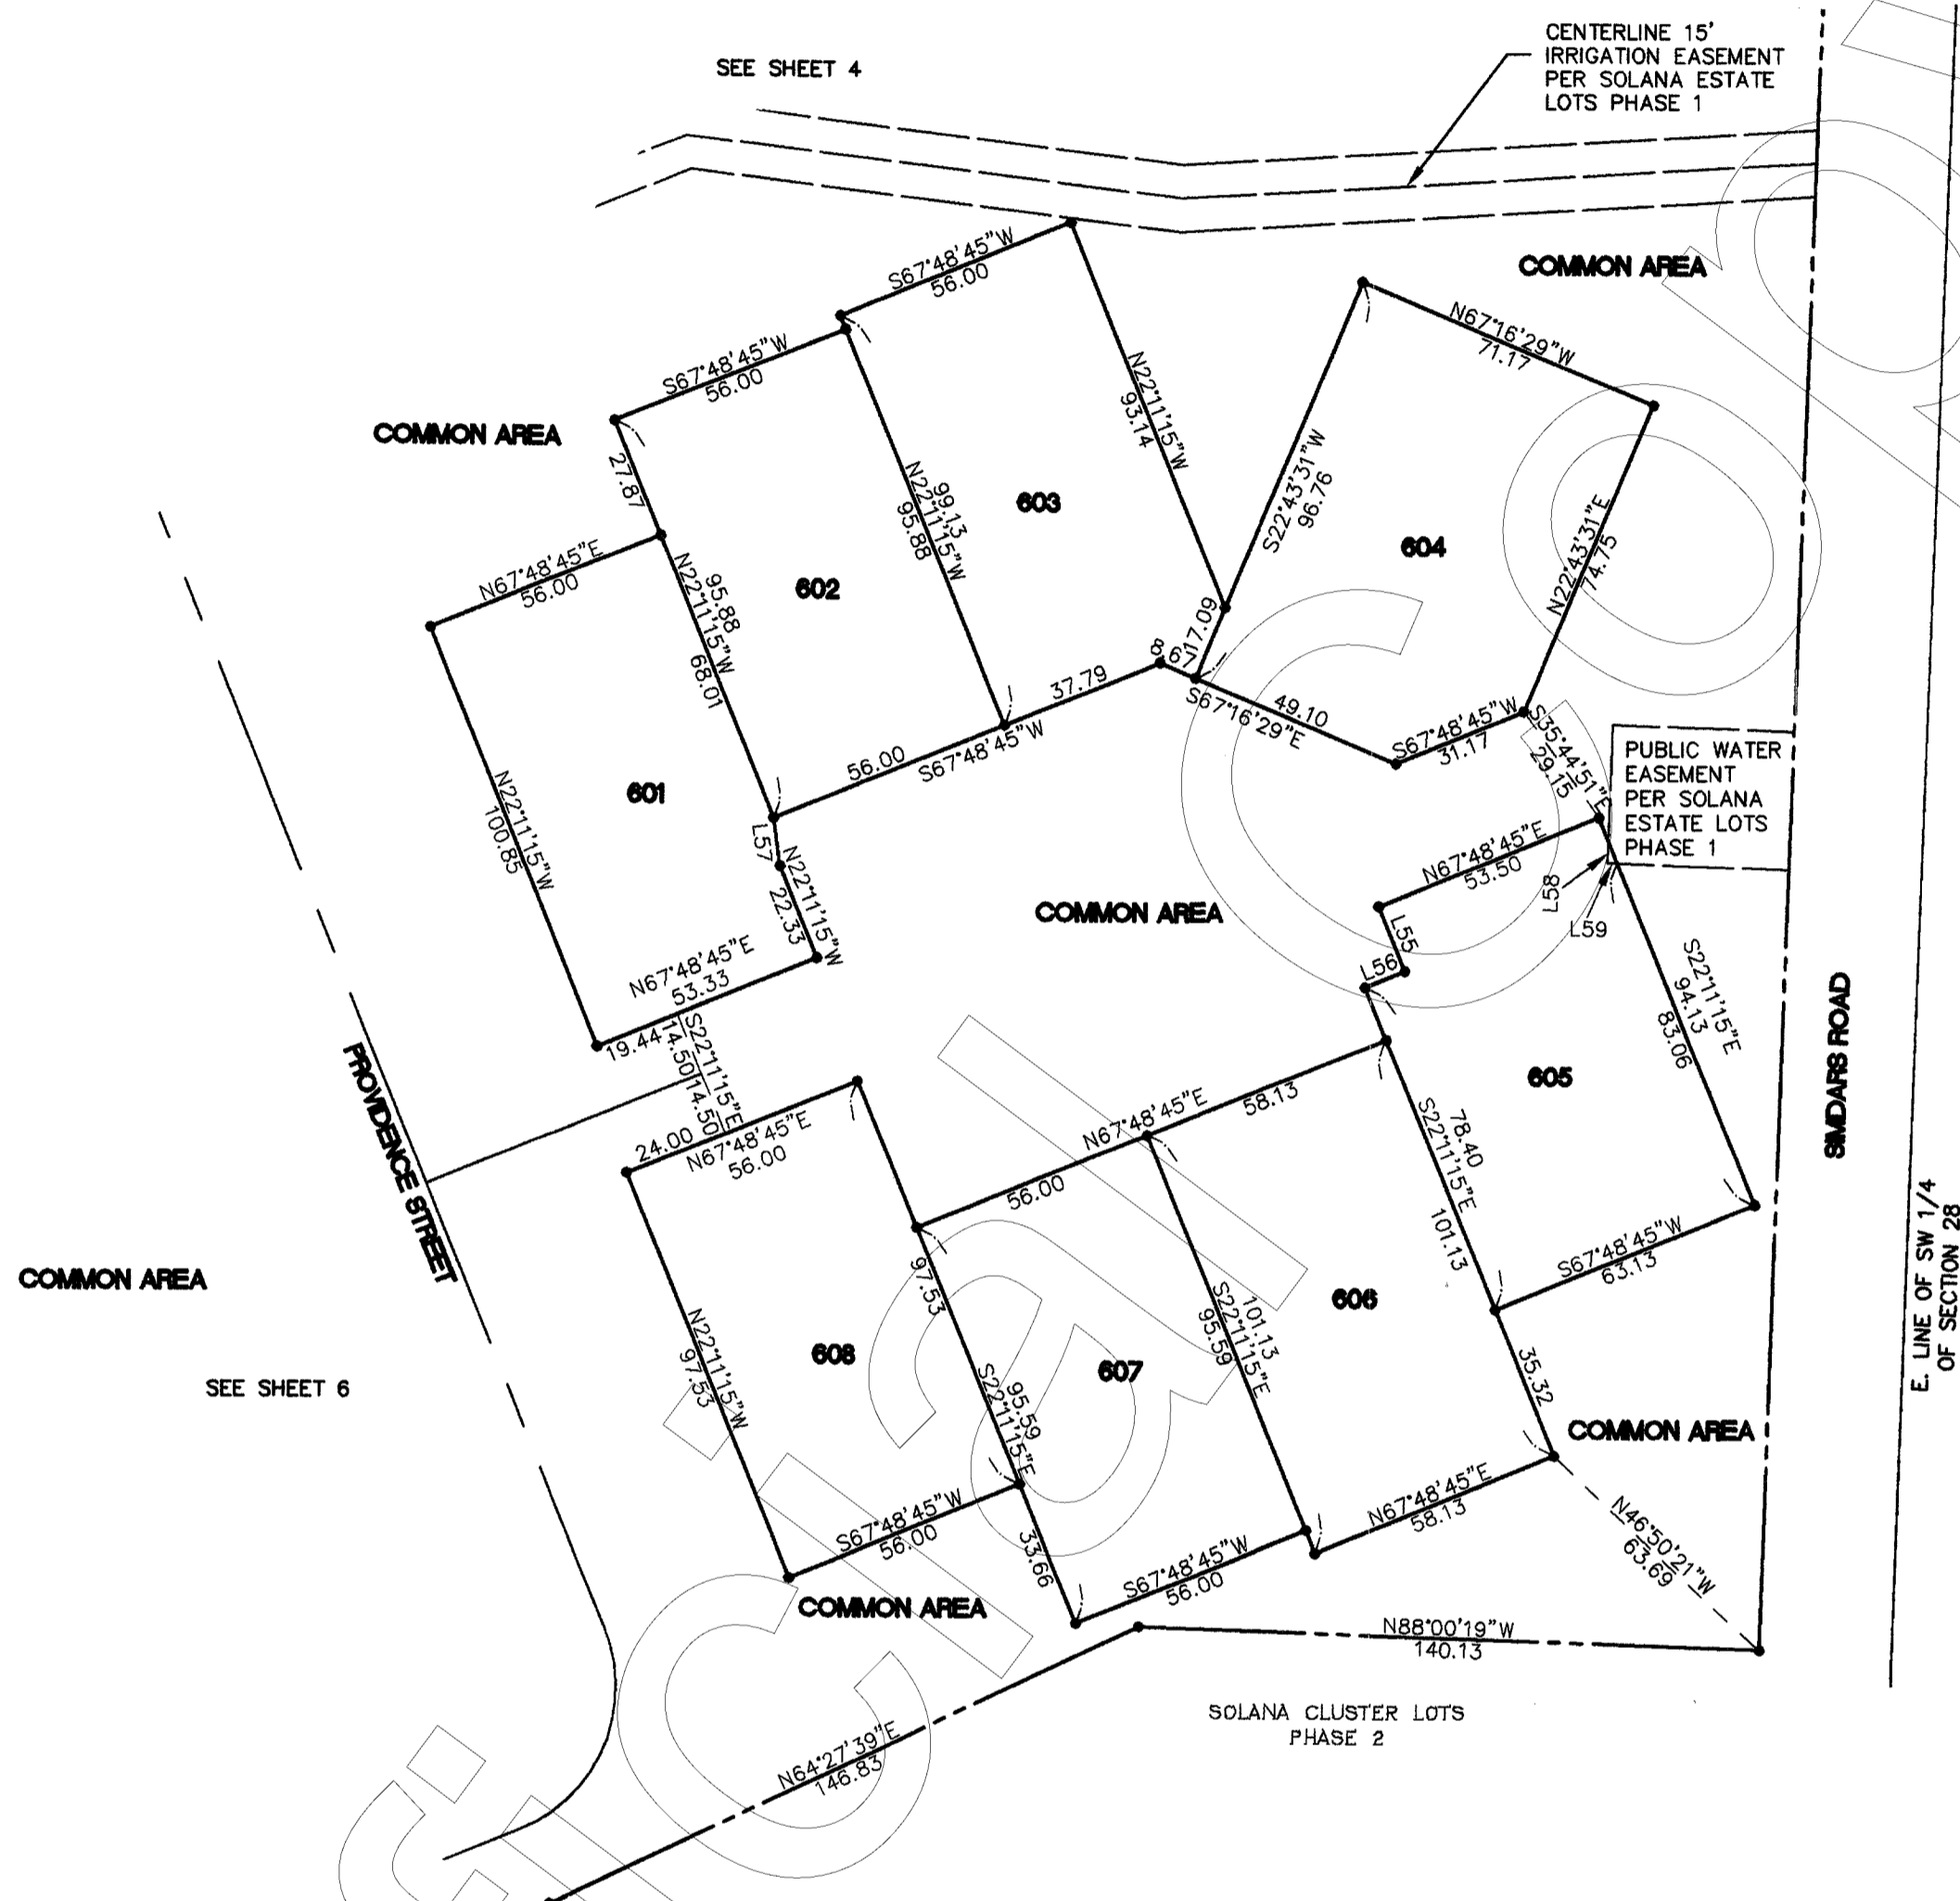 CENTERLINE 15'
IRRIGATION EASEMENT
PER SOLANA ESTATE
LOTS PHASE 1
SEE SHEET 4
S67°48'45"W
56.00
COMMON AREA
S67°48'45"W
56.00
N67°16'29"W
71.17
COMMON AREA
27.87
N22°11'15"W
93.14
S22°43'31"W
96.76
99.13
N22°11'15"W
95.88
603
604
N22°43'31"E
74.75
N67°48'45"E
56.00
602
95.88
N22°11'15"W
68.01
17.09
8.67
37.79
49.10
S67°16'29"E
S67°48'45"W
31.17
56.00
S67°48'45"W
S35°44'51"E
29.15
PUBLIC WATER
EASEMENT
PER SOLANA
ESTATE LOTS
PHASE 1
601
N22°11'15"W
100.85
L57
N22°11'15"W
22.33
N67°48'45"E
53.50
L58
L59
COMMON AREA
L55
L56
N67°48'45"E
53.33
S22°11'15"E
94.13
83.06
SIMDARS ROAD
19.44
14.50
14.50
S22°11'15"E
PROVIDENCE STREET
24.00
N67°48'45"E
56.00
N67°48'45"E
58.13
56.00
605
78.40
S22°11'15"E
101.13
E. LINE OF SW 1/4
OF SECTION 28
S67°48'45"W
63.13
COMMON AREA
97.53
101.13
S22°11'15"E
95.59
606
608
607
N22°11'15"W
97.53
95.59
S22°11'15"E
35.32
SEE SHEET 6
COMMON AREA
N67°48'45"E
58.13
S67°48'45"W
56.00
33.66
S67°48'45"W
56.00
N46°50'21"W
63.69
COMMON AREA
N88°00'19"W
140.13
SOLANA CLUSTER LOTS
PHASE 2
N64°27'39"E
146.83